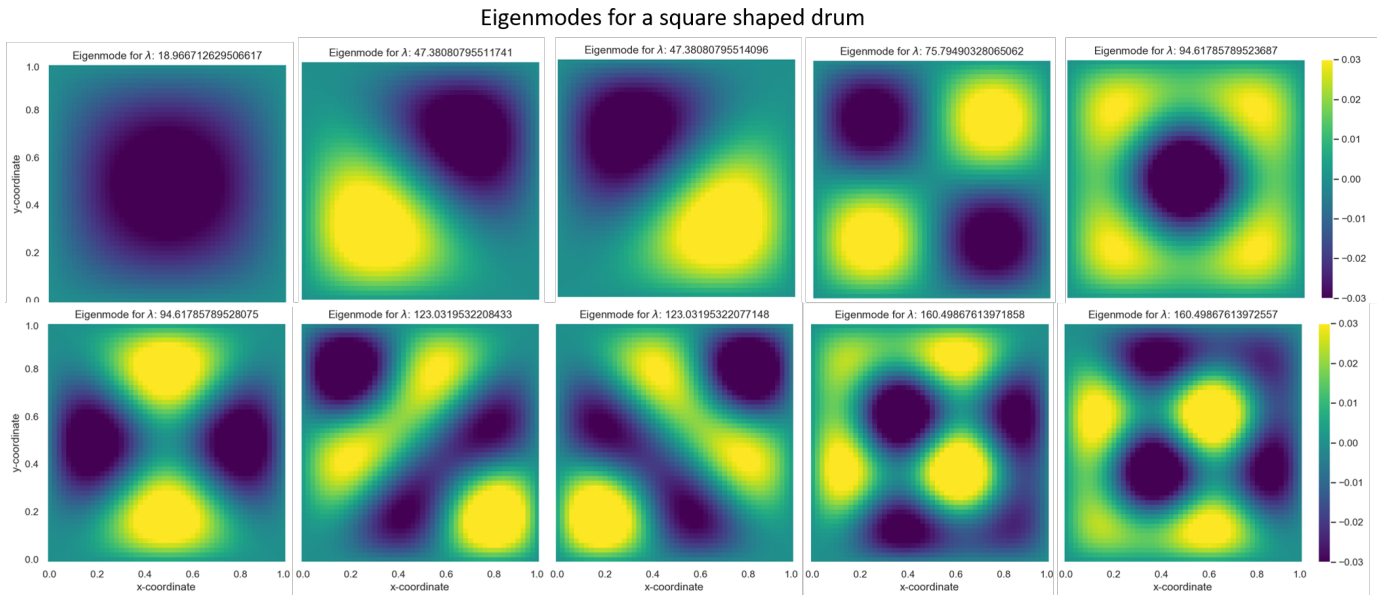 Eigenmodes for a square shaped drum
Eigenmode for λ: 18.966712629506617
Eigenmode for λ: 47.38080795511741
Eigenmode for λ: 47.38080795514096
Eigenmode for λ: 75.79490328065062
Eigenmode for λ: 94.61785789523687
1.0
0.8
0.6
0.4
0.2
0.0
y-coordinate
0.03
0.02
0.01
0.00
−0.01
−0.02
−0.03
Eigenmode for λ: 94.61785789528075
Eigenmode for λ: 123.0319532208433
Eigenmode for λ: 123.03195322077148
Eigenmode for λ: 160.49867613971858
Eigenmode for λ: 160.49867613972557
1.0
0.8
0.6
0.4
0.2
0.0
y-coordinate
0.03
0.02
0.01
0.00
−0.01
−0.02
−0.03
0.0 0.2 0.4 0.6 0.8 1.0
0.2 0.4 0.6 0.8 1.0
0.2 0.4 0.6 0.8 1.0
0.0 0.2 0.4 0.6 0.8 1.0
0.0 0.2 0.4 0.6 0.8 1.0
x-coordinate
x-coordinate
x-coordinate
x-coordinate
x-coordinate